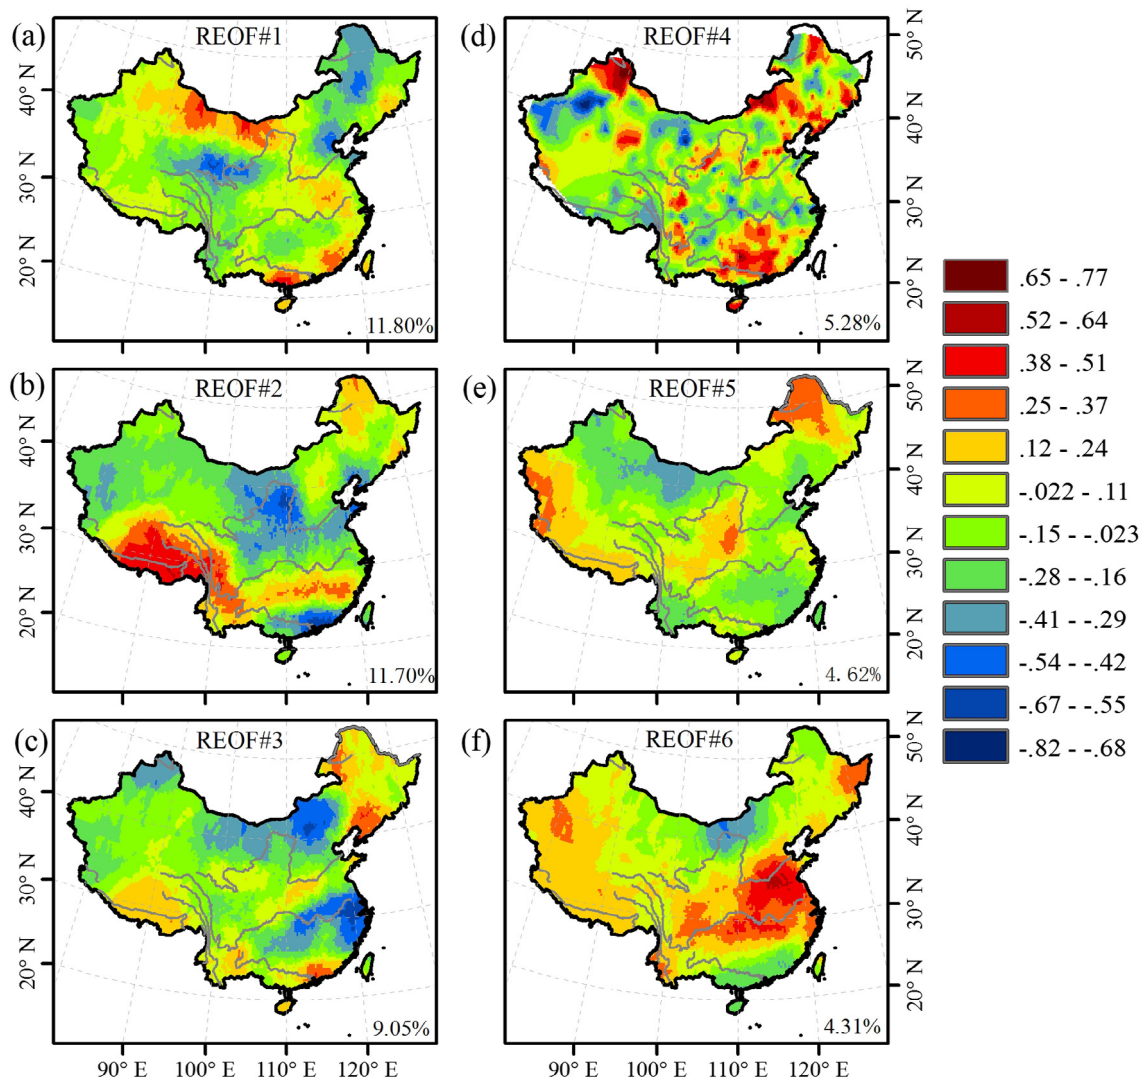 (a)
REOF#1
11.80%
40° N
30° N
20° N
(d)
REOF#4
5.28%
50° N
40° N
30° N
20° N
(b)
REOF#2
11.70%
40° N
30° N
20° N
(e)
REOF#5
4.62%
50° N
40° N
30° N
20° N
(c)
REOF#3
9.05%
40° N
30° N
20° N
90° E
100° E
110° E
120° E
(f)
REOF#6
4.31%
50° N
40° N
30° N
20° N
90° E
100° E
110° E
120° E
.65 - .77
.52 - .64
.38 - .51
.25 - .37
.12 - .24
-.022 - .11
-.15 - -.023
-.28 - -.16
-.41 - -.29
-.54 - -.42
-.67 - -.55
-.82 - -.68